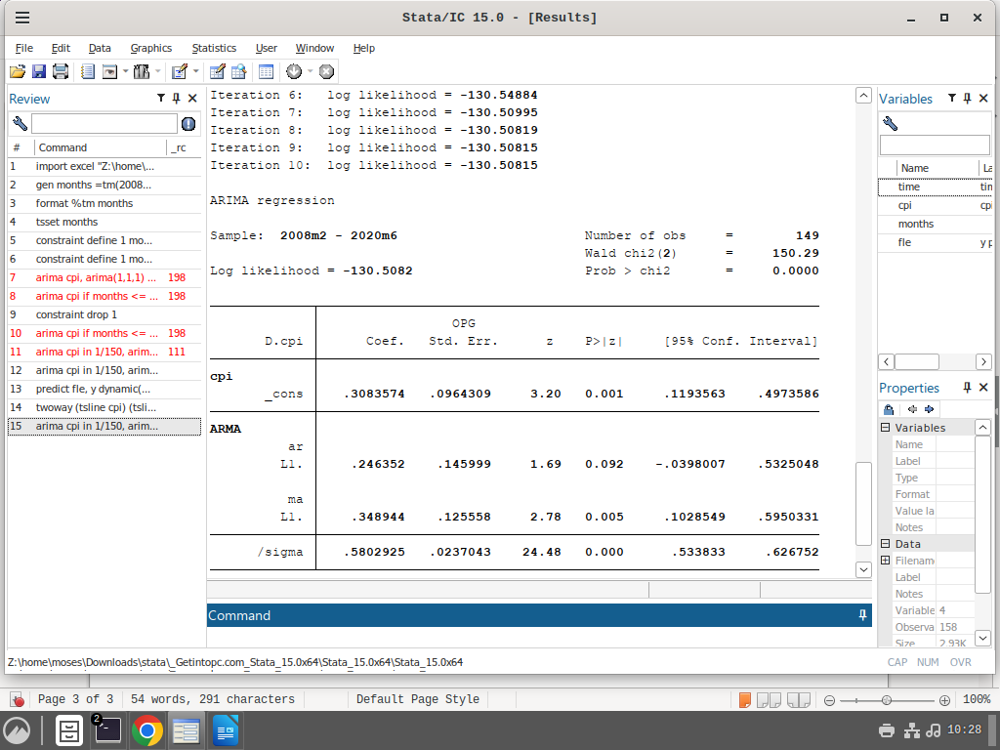 Stata/IC 15.0 - [Results]
File Edit Data Graphics Statistics User Window Help
Review
# Command _rc
1 import excel "Z:\home\...
2 gen months =tm(2008...
3 format %tm months
4 tsset months
5 constraint define 1 mo...
6 constraint define 1 mo...
7 arima cpi, arima(1,1,1) ... 198
8 arima cpi if months <= ... 198
9 constraint drop 1
10 arima cpi if months <= ... 198
11 arima cpi in 1/150, arim... 111
12 arima cpi in 1/150, arim...
13 predict fle, y dynamic(...
14 twoway (tsline cpi) (tsli...
15 arima cpi in 1/150, arim...
Iteration 6: log likelihood = -130.54884
Iteration 7: log likelihood = -130.50995
Iteration 8: log likelihood = -130.50819
Iteration 9: log likelihood = -130.50815
Iteration 10: log likelihood = -130.50815
ARIMA regression
Sample: 2008m2 - 2020m6 Number of obs = 149
Wald chi2(2) = 150.29
Log likelihood = -130.5082 Prob > chi2 = 0.0000
OPG
D.cpi Coef. Std. Err. z P>|z| [95% Conf. Interval]
cpi
_cons .3083574 .0964309 3.20 0.001 .1193563 .4973586
ARMA
ar
L1. .246352 .145999 1.69 0.092 -.0398007 .5325048
ma
L1. .348944 .125558 2.78 0.005 .1028549 .5950331
/sigma .5802925 .0237043 24.48 0.000 .533833 .626752
Command
Variables
Name La
time tin
cpi cpi
months
fle y p
Properties
Variables
Name
Label
Type
Format
Value la
Notes
Data
Filenam
Label
Notes
Variable 4
Observa 158
Size 2.93K
Z:\home\moses\Downloads\stata\_Getintopc.com_Stata_15.0x64\Stata_15.0x64\Stata_15.0x64
CAP NUM OVR
Page 3 of 3 54 words, 291 characters Default Page Style 100%
2 10:28